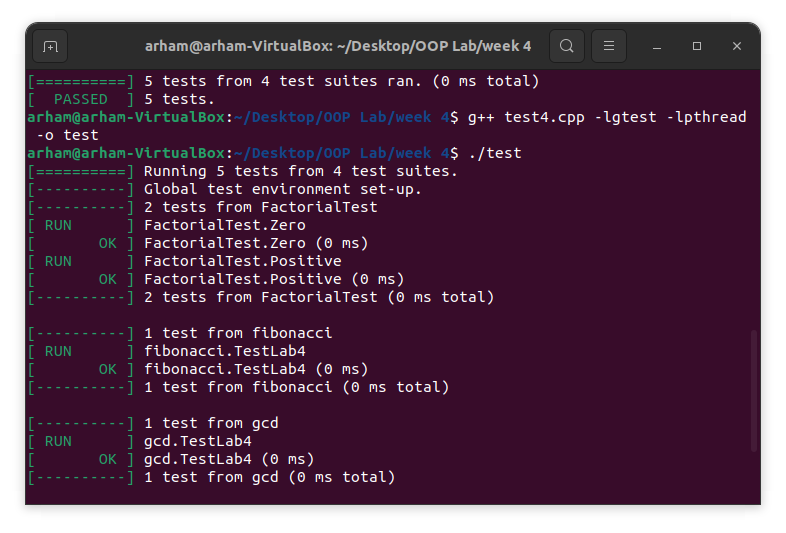 arham@arham-VirtualBox: ~/Desktop/OOP Lab/week 4
[==========] 5 tests from 4 test suites ran. (0 ms total)
[  PASSED  ] 5 tests.
arham@arham-VirtualBox:~/Desktop/OOP Lab/week 4$ g++ test4.cpp -lgtest -lpthread
 -o test
arham@arham-VirtualBox:~/Desktop/OOP Lab/week 4$ ./test
[==========] Running 5 tests from 4 test suites.
[----------] Global test environment set-up.
[----------] 2 tests from FactorialTest
[ RUN      ] FactorialTest.Zero
[       OK ] FactorialTest.Zero (0 ms)
[ RUN      ] FactorialTest.Positive
[       OK ] FactorialTest.Positive (0 ms)
[----------] 2 tests from FactorialTest (0 ms total)

[----------] 1 test from fibonacci
[ RUN      ] fibonacci.TestLab4
[       OK ] fibonacci.TestLab4 (0 ms)
[----------] 1 test from fibonacci (0 ms total)

[----------] 1 test from gcd
[ RUN      ] gcd.TestLab4
[       OK ] gcd.TestLab4 (0 ms)
[----------] 1 test from gcd (0 ms total)